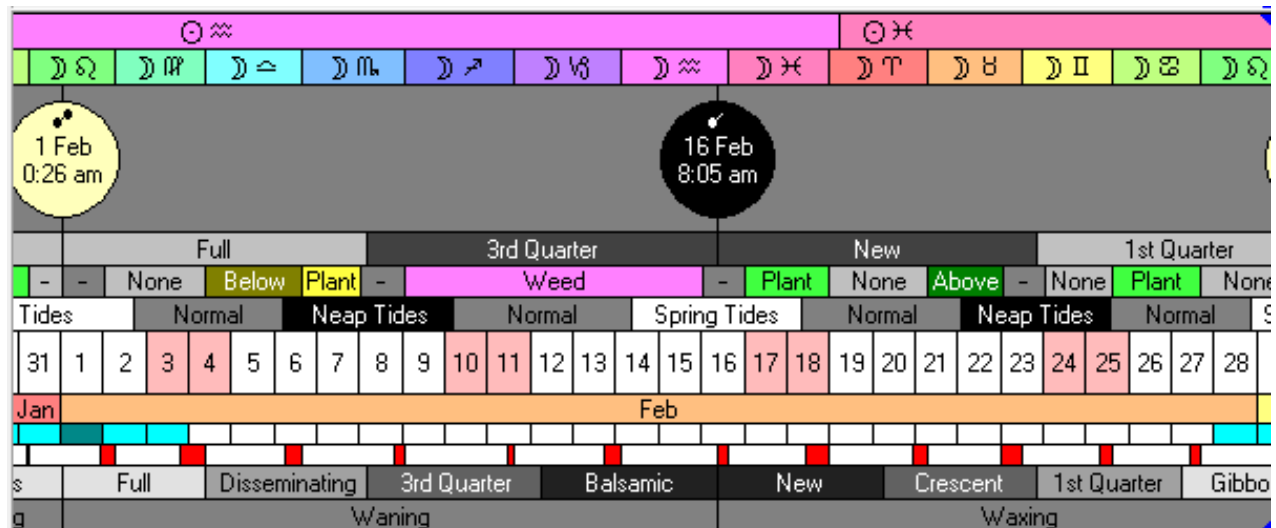 ☉ ♒ ☉ ♓
☽ ♌ ☽ ♍ ☽ ♎ ☽ ♏ ☽ ♐ ☽ ♑ ☽ ♒ ☽ ♓ ☽ ♈ ☽ ♉ ☽ ♊ ☽ ♋ ☽ ♌
1 Feb 16 Feb
0:26 am 8:05 am
Full 3rd Quarter New 1st Quarter
- - None Below Plant - Weed - Plant None Above - None Plant None
Tides Normal Neap Tides Normal Spring Tides Normal Neap Tides Normal S
31 1 2 3 4 5 6 7 8 9 10 11 12 13 14 15 16 17 18 19 20 21 22 23 24 25 26 27 28
Jan Feb
s Full Disseminating 3rd Quarter Balsamic New Crescent 1st Quarter Gibbo
g Waning Waxing